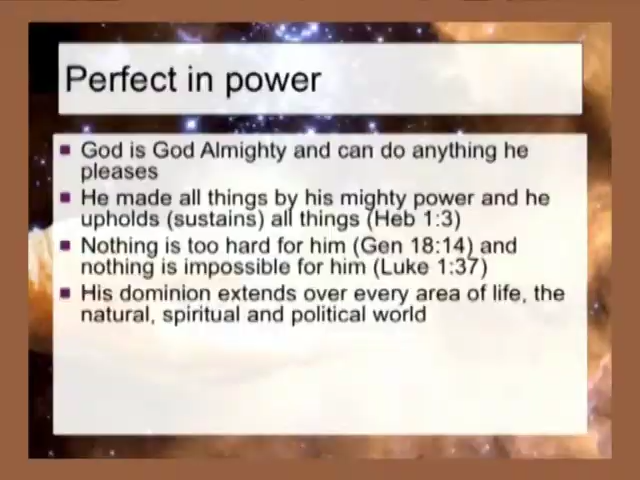 Perfect in power
God is God Almighty and can do anything he
pleases
He made all things by his mighty power and he
upholds (sustains) all things (Heb 1:3)
Nothing is too hard for him (Gen 18:14) and
nothing is impossible for him (Luke 1:37)
His dominion extends over every area of life, the
natural, spiritual and political world